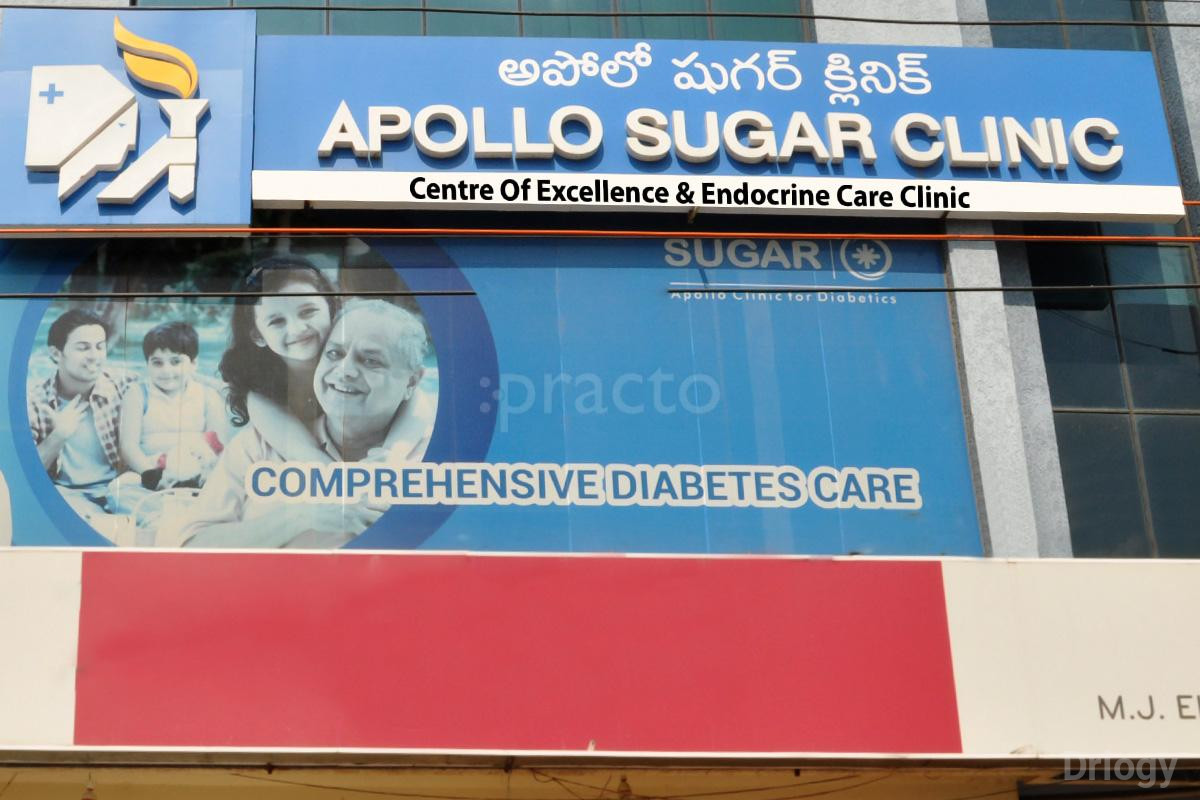 అపోలో షుగర్ క్లినిక్
APOLLO SUGAR CLINIC
Centre Of Excellence & Endocrine Care Clinic
SUGAR
Apollo Clinic for Diabetics
:practo
COMPREHENSIVE DIABETES CARE
M.J.
Drlogy